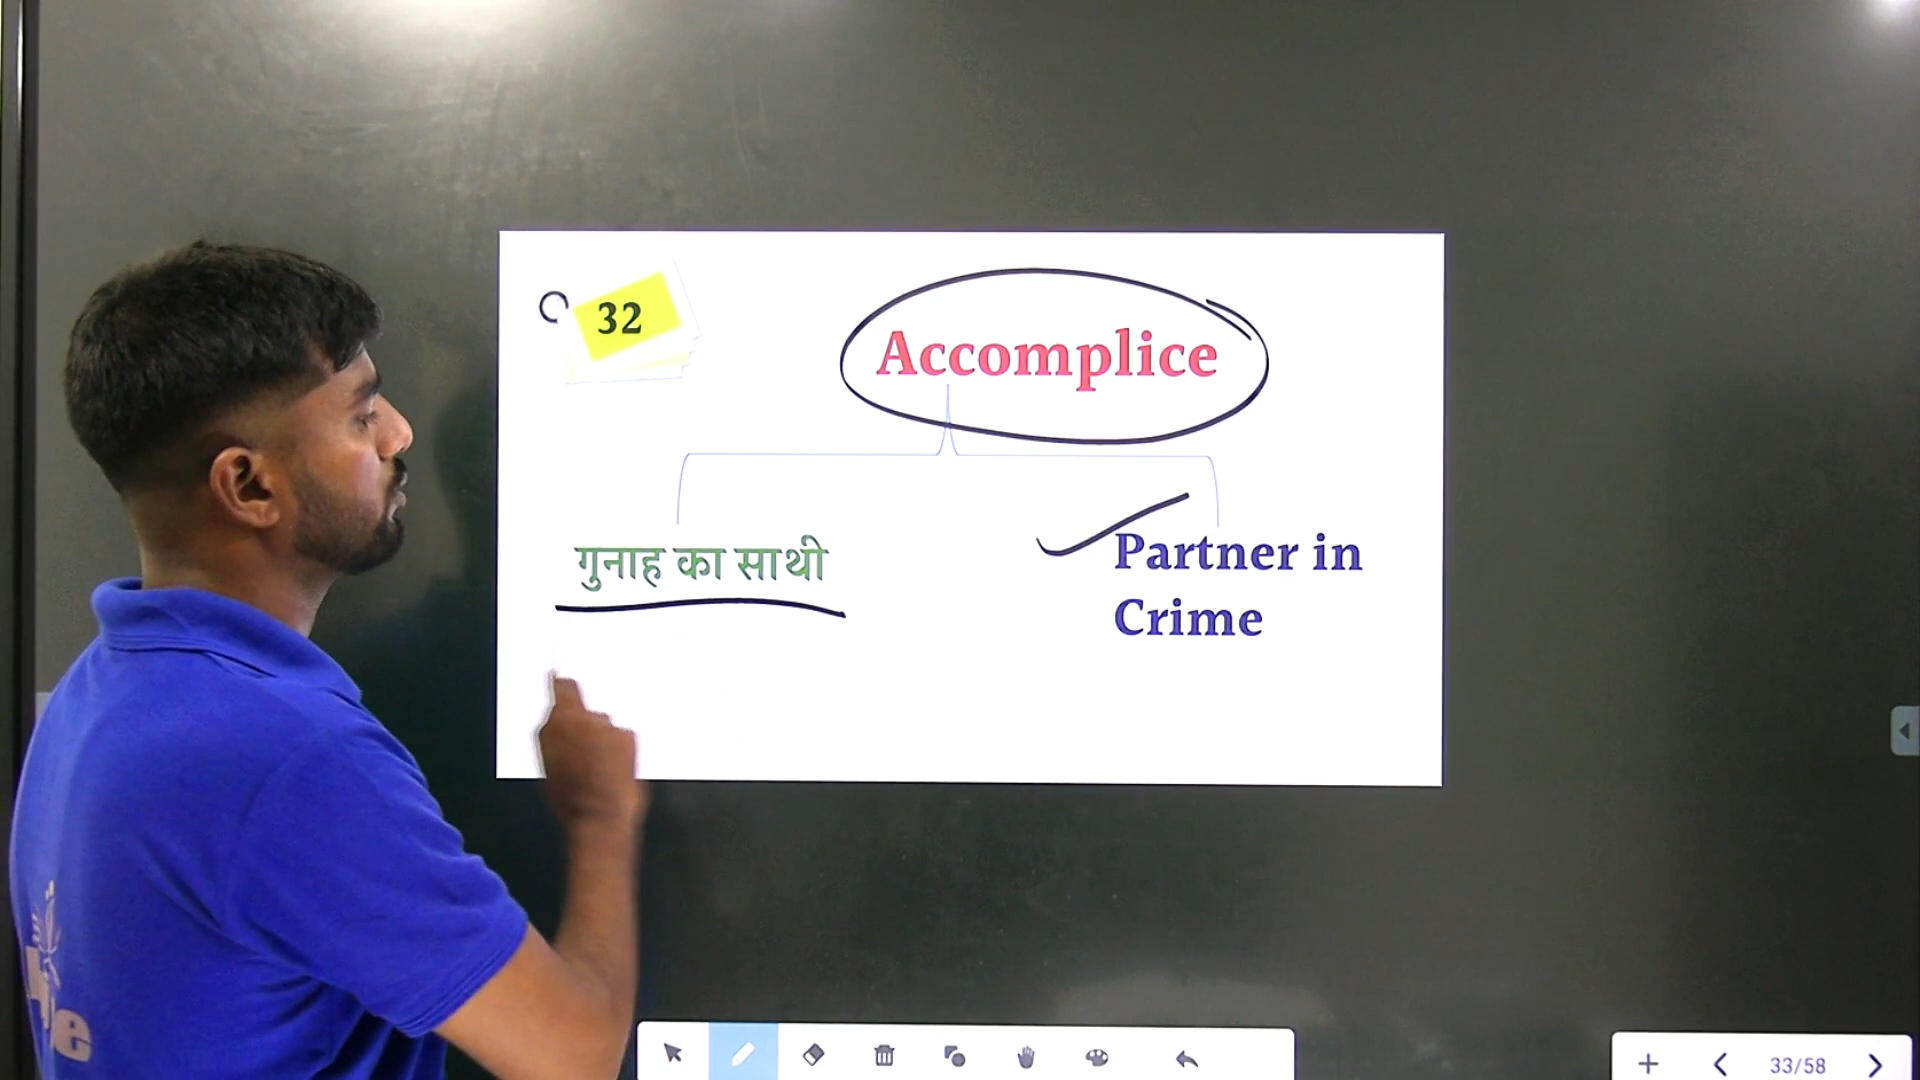 32
Accomplice
गुनाह का साथी
Partner in
Crime
33/58